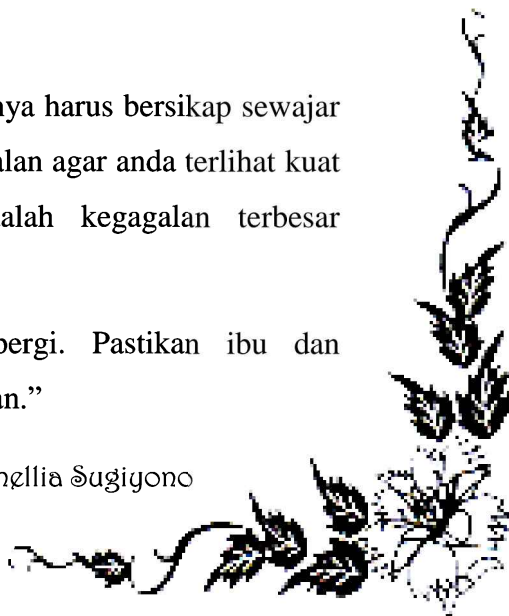 nya harus bersikap sewajar
alan agar anda terlihat kuat
alah kegagalan terbesar
pergi. Pastikan ibu dan
an.”
nellia Sugiyono